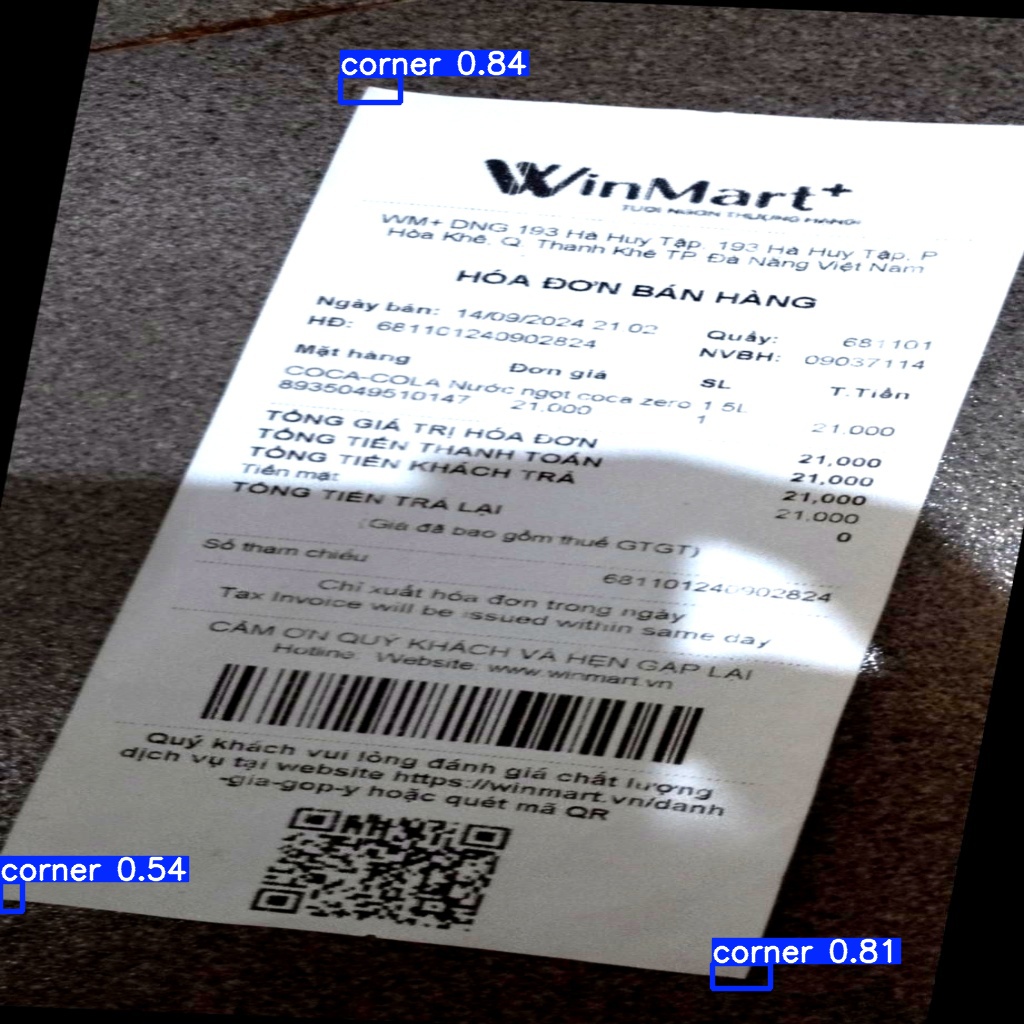 corner 0.84
WinMart+
TƯƠI NGON THƯỢNG HẠNG!
WM+ DNG 193 Hà Huy Tập, 193 Hà Huy Tập, P
Hòa Khê, Q. Thanh Khê TP Đà Nẵng Việt Nam
HÓA ĐƠN BÁN HÀNG
Ngày bán: 14/09/2024 21:02 Quầy: 681101
HĐ: 681101240902824 NVBH: 09037114
Mặt hàng Đơn giá SL T.Tiền
COCA-COLA Nước ngọt coca zero 1.5L
8935049510147 21.000 1 21.000
TỔNG GIÁ TRỊ HÓA ĐƠN 21,000
TỔNG TIỀN THANH TOÁN 21,000
TỔNG TIỀN KHÁCH TRẢ 21,000
Tiền mặt 21.000
TỔNG TIỀN TRẢ LẠI 0
(Giá đã bao gồm thuế GTGT)
Số tham chiếu 681101240902824
Chỉ xuất hóa đơn trong ngày
Tax Invoice will be issued within same day
CẢM ƠN QUÝ KHÁCH VÀ HẸN GẶP LẠI
Hotline: Website: www.winmart.vn
Quý khách vui lòng đánh giá chất lượng
dịch vụ tại website https://winmart.vn/danh
-gia-gop-y hoặc quét mã QR
corner 0.54
corner 0.81